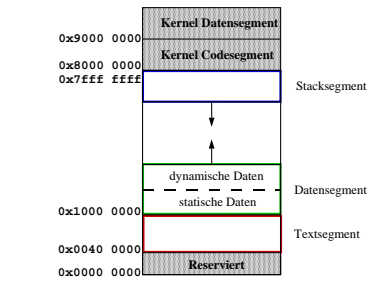 Kernel Datensegment
0x9000 0000
Kernel Codesegment
0x8000 0000
0x7fff ffff
Stacksegment
dynamische Daten
Datensegment
statische Daten
0x1000 0000
Textsegment
0x0040 0000
Reserviert
0x0000 0000